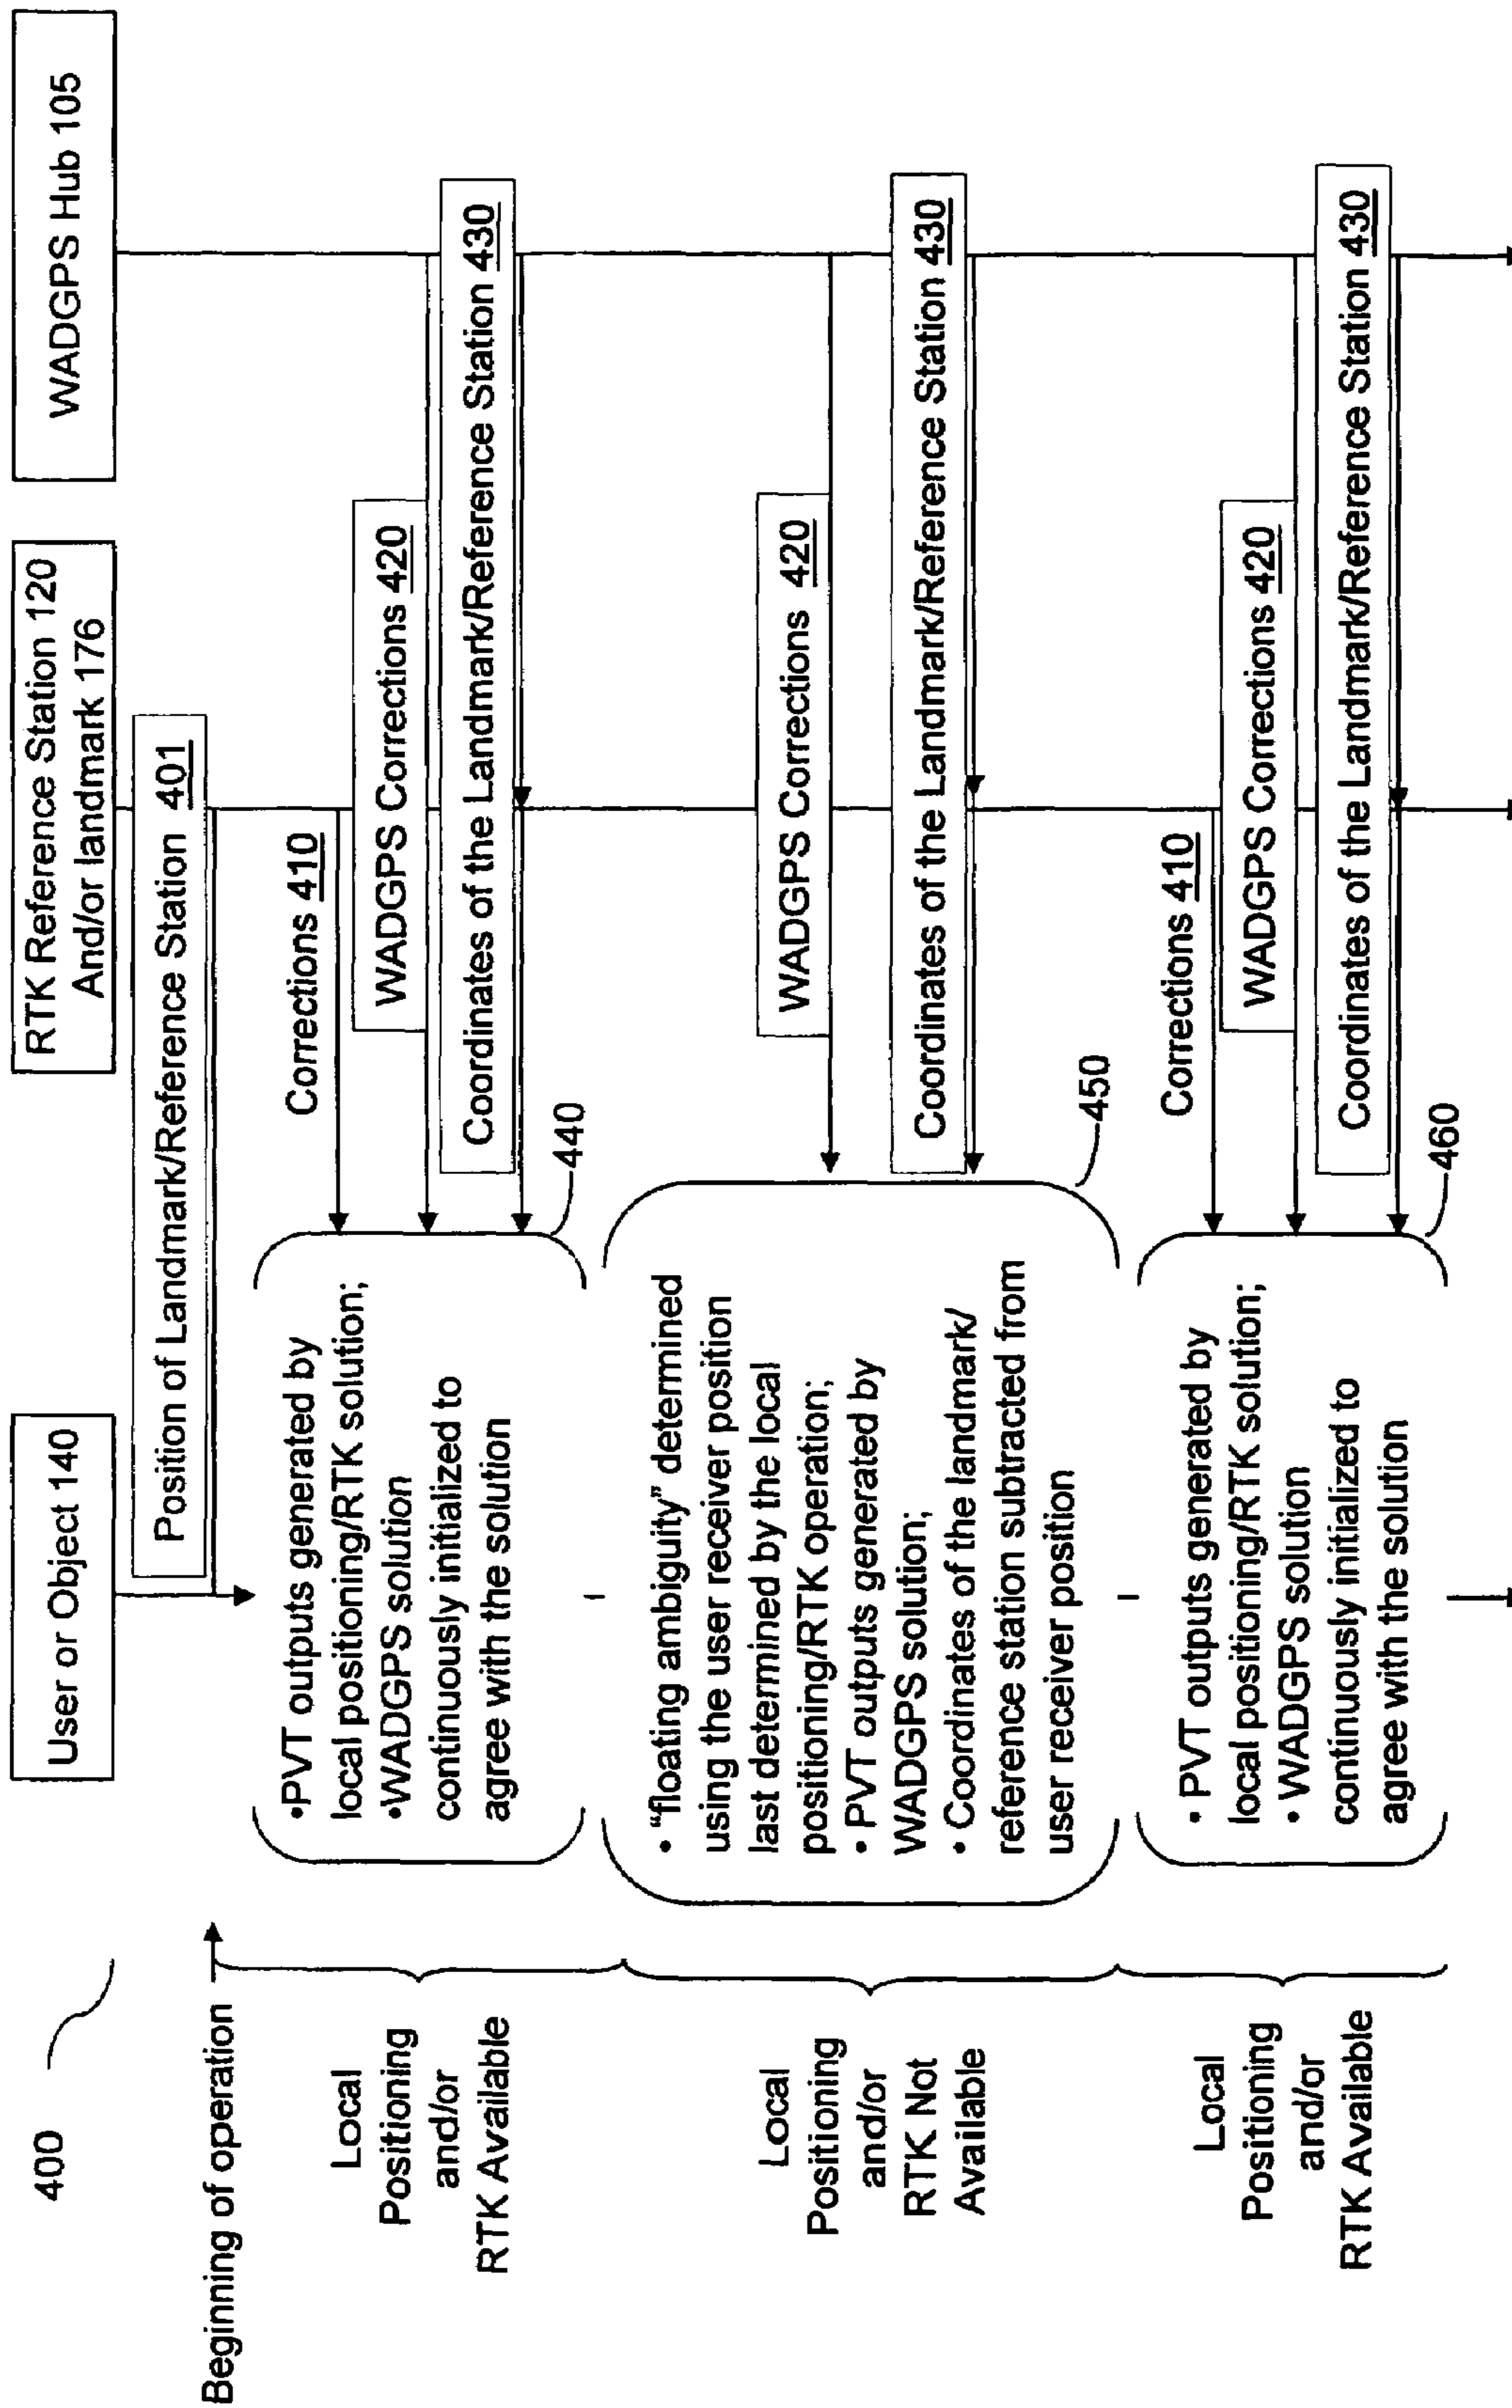 400
User or Object 140
RTK Reference Station 120
And/or landmark 176
WADGPS Hub 105
Beginning of operation
Position of Landmark/Reference Station 401
Local
Positioning
and/or
RTK Available
•PVT outputs generated by
local positioning/RTK solution;
•WADGPS solution
continuously initialized to
agree with the solution
440
Corrections 410
WADGPS Corrections 420
Coordinates of the Landmark/Reference Station 430
Local
Positioning
and/or
RTK Not
Available
• "floating ambiguity" determined
using the user receiver position
last determined by the local
positioning/RTK operation;
• PVT outputs generated by
WADGPS solution;
• Coordinates of the landmark/
reference station subtracted from
user receiver position
450
WADGPS Corrections 420
Coordinates of the Landmark/Reference Station 430
Local
Positioning
and/or
RTK Available
• PVT outputs generated by
local positioning/RTK solution;
• WADGPS solution
continuously initialized to
agree with the solution
460
Corrections 410
WADGPS Corrections 420
Coordinates of the Landmark/Reference Station 430